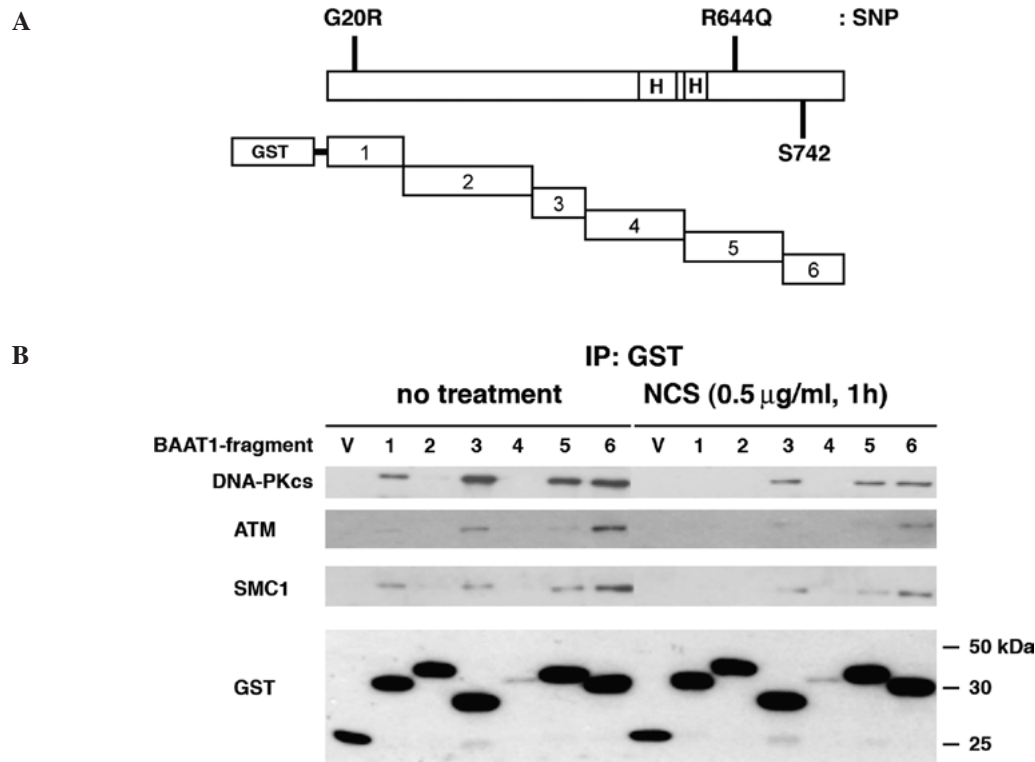 A
G20R R644Q : SNP
H H
S742
GST 1
2
3
4
5
6
B
IP: GST
no treatment NCS (0.5 μg/ml, 1h)
BAAT1-fragment V 1 2 3 4 5 6 V 1 2 3 4 5 6
DNA-PKcs
ATM
SMC1
50 kDa
GST 30
25